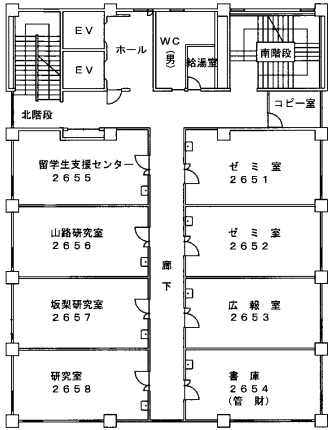 EV
EV
ホール
WC
(男)
給湯室
南階段
コピー室
北階段
留学生支援センター
2655
ゼミ室
2651
山路研究室
2656
ゼミ室
2652
廊下
坂梨研究室
2657
広報室
2653
研究室
2658
書庫
2654
(管財)